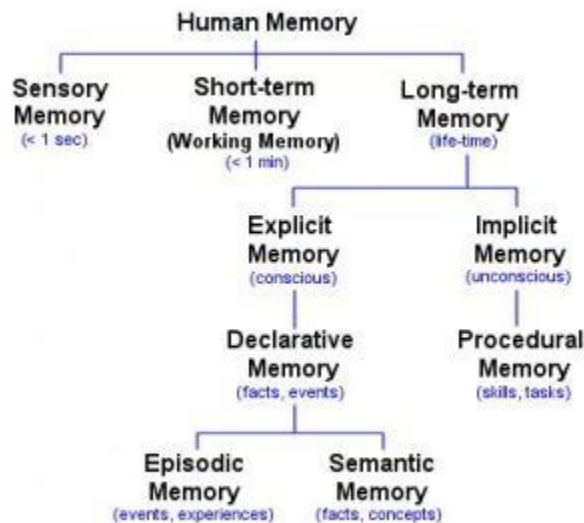 Human Memory
Sensory
Memory
(< 1 sec)
Short-term
Memory
(Working Memory)
(< 1 min)
Long-term
Memory
(life-time)
Explicit
Memory
(conscious)
Implicit
Memory
(unconscious)
Declarative
Memory
(facts, events)
Procedural
Memory
(skills, tasks)
Episodic
Memory
(events, experiences)
Semantic
Memory
(facts, concepts)